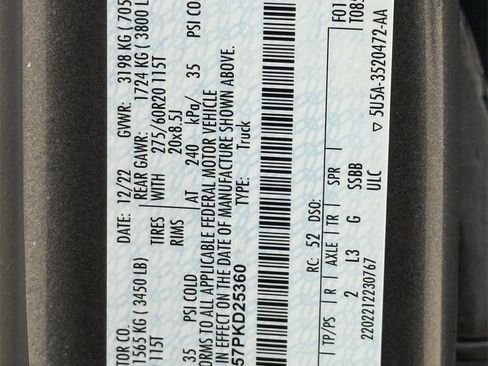 TOR CO.
DATE: 12/22 GVWR: 3198 KG ( 705
1565 KG ( 3450 LB) REAR GAWR: 1724 KG ( 3800 L
115T TIRES WITH 275/60R20 115T
RIMS 20x8.5J
35 PSI COLD AT 240 kPa/ 35 PSI CO
ORMS TO ALL APPLICABLE FEDERAL MOTOR VEHICLE
IN EFFECT ON THE DATE OF MANUFACTURE SHOWN ABOVE.
57PKD25360 Truck
F01
T085
RC: 52 DSO:
TP/PS R AXLE TR SPR
2 L3 G SSBB
2202212230767 ULC
▽ 5U5A-3520472-AA